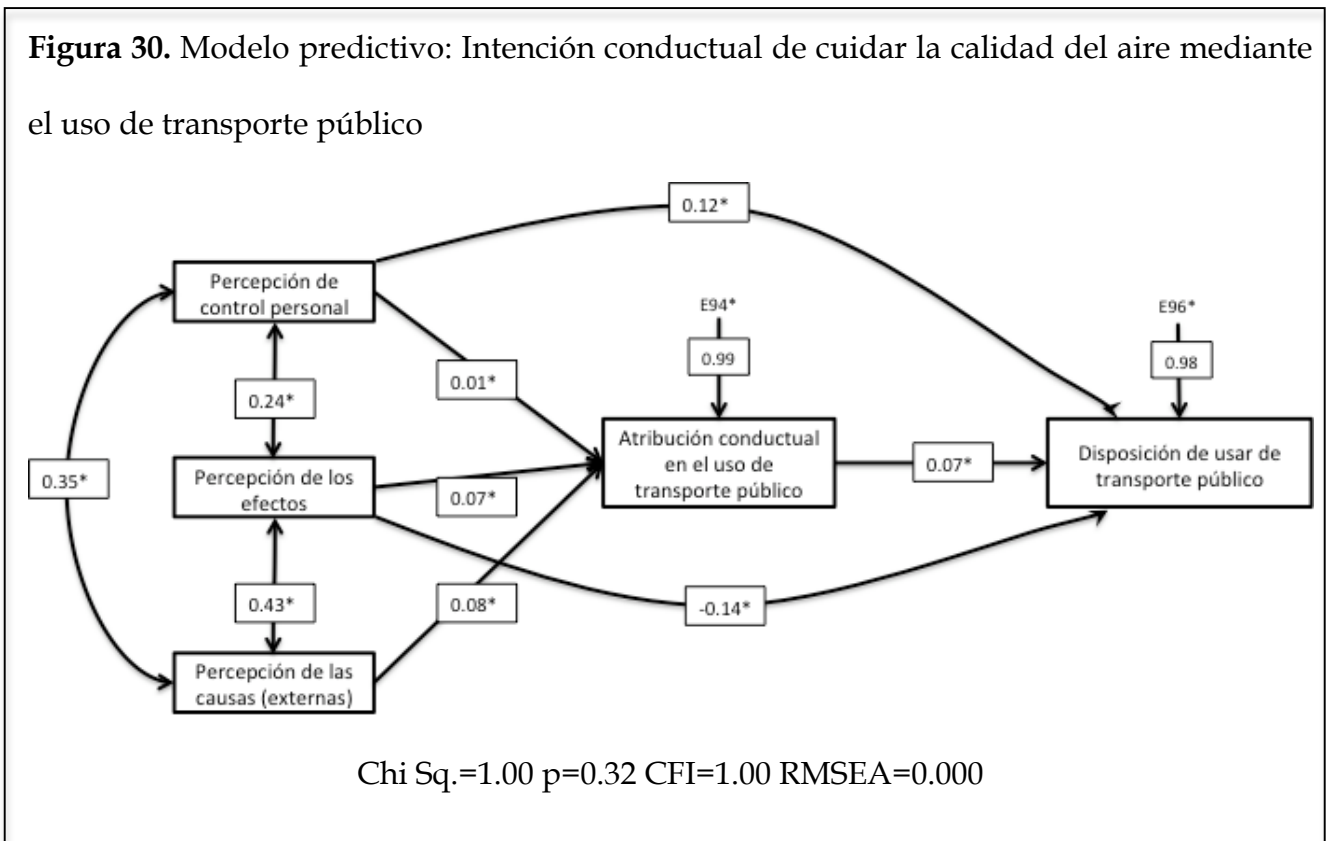 Figura 30. Modelo predictivo: Intención conductual de cuidar la calidad del aire mediante
el uso de transporte público
0.12*
Percepción de
control personal
E94*
E96*
0.99
0.98
0.01*
0.24*
Atribución conductual
en el uso de
transporte público
0.07*
Disposición de usar de
transporte público
0.35*
Percepción de los
efectos
0.07*
0.43*
0.08*
-0.14*
Percepción de las
causas (externas)
Chi Sq.=1.00 p=0.32 CFI=1.00 RMSEA=0.000